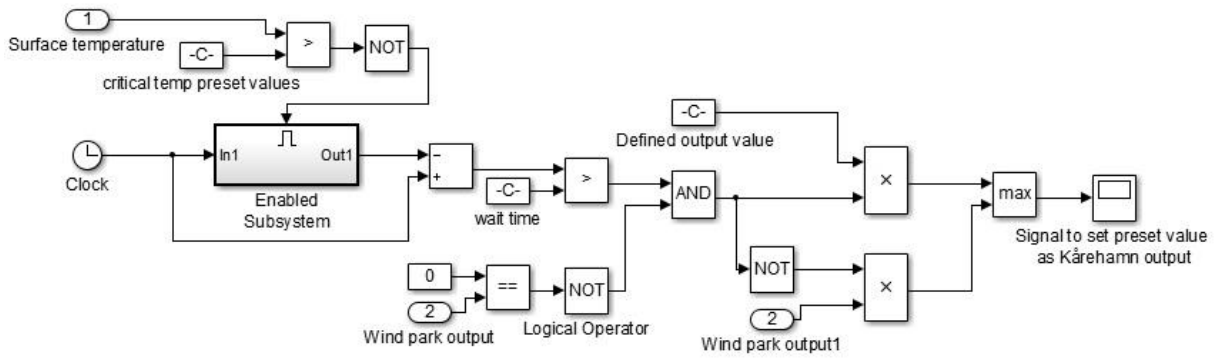 1
Surface temperature
-C-
critical temp preset values
>
NOT
Clock
In1
Out1
Enabled
Subsystem
−
+
-C-
wait time
>
AND
0
2
Wind park output
==
NOT
Logical Operator
-C-
Defined output value
×
NOT
2
Wind park output1
×
max
Signal to set preset value
as Kårehamn output